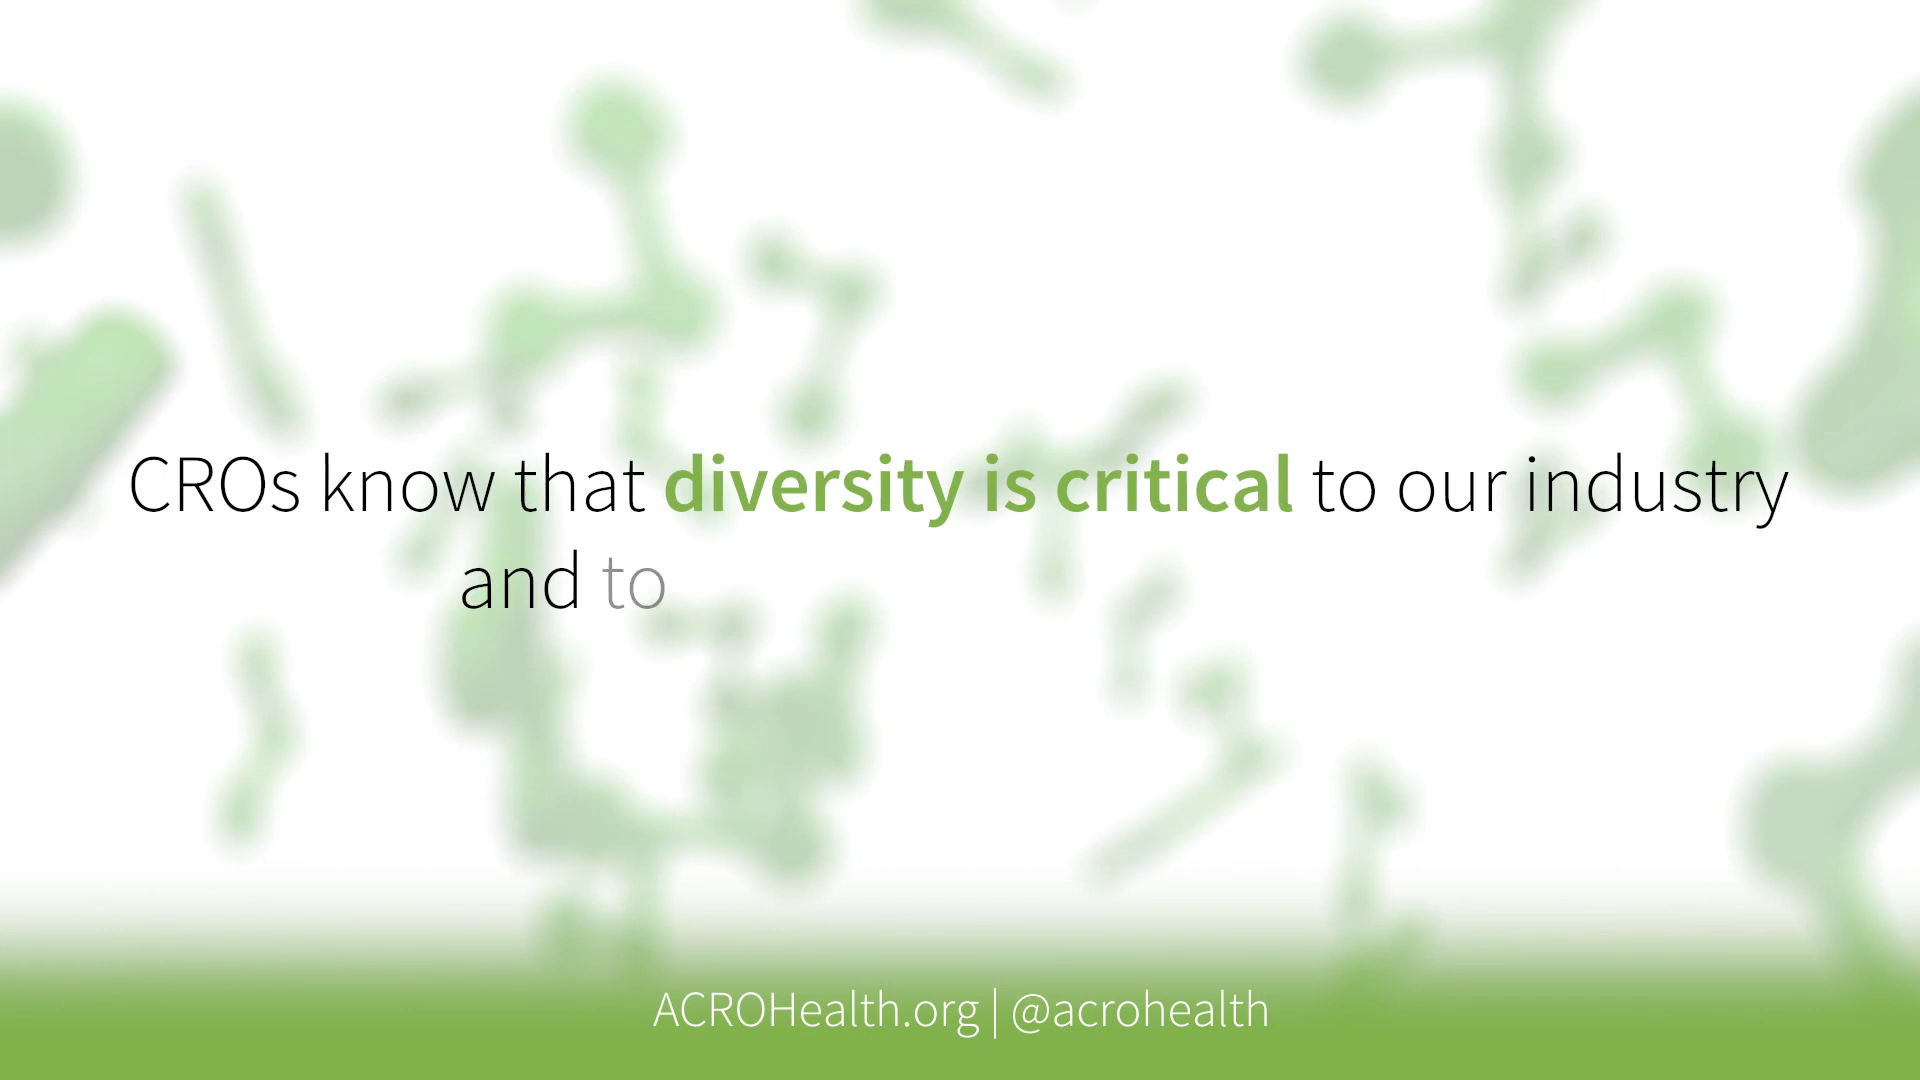 CROs know that diversity is critical to our industry
and to
ACROHealth.org | @acrohealth